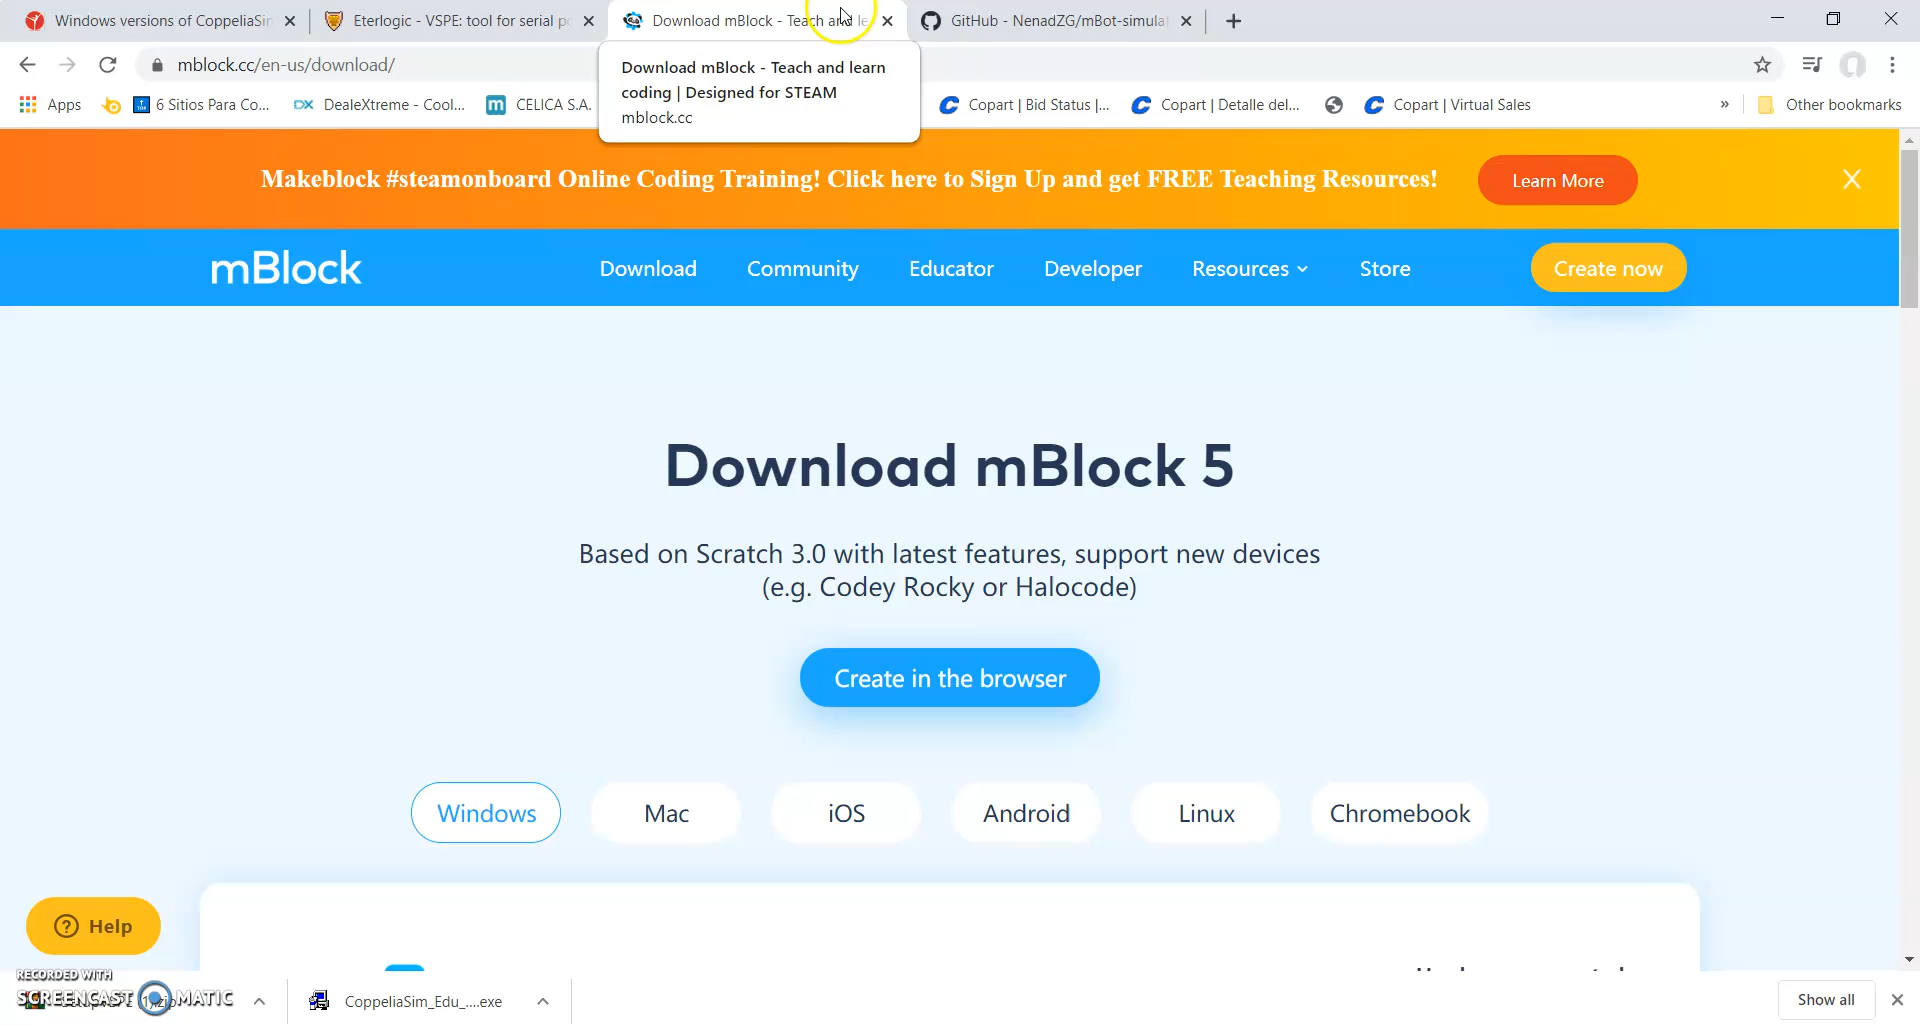 Windows versions of CoppeliaSi
Eterlogic - VSPE: tool for serial p
Download mBlock - Teach and le
GitHub - NenadZG/mBot-simula
mblock.cc/en-us/download/
Download mBlock - Teach and learn
coding | Designed for STEAM
mblock.cc
Apps
6 Sitios Para Co...
DX DealeXtreme - Cool...
m CELICA S.A.
Copart | Bid Status |...
Copart | Detalle del...
Copart | Virtual Sales
»
Other bookmarks
Makeblock #steamonboard Online Coding Training! Click here to Sign Up and get FREE Teaching Resources!
Learn More
mBlock
Download
Community
Educator
Developer
Resources
Store
Create now
Download mBlock 5
Based on Scratch 3.0 with latest features, support new devices
(e.g. Codey Rocky or Halocode)
Create in the browser
Windows
Mac
iOS
Android
Linux
Chromebook
? Help
RECORDED WITH
SCREENCAST MATIC
CoppeliaSim_Edu_....exe
Show all